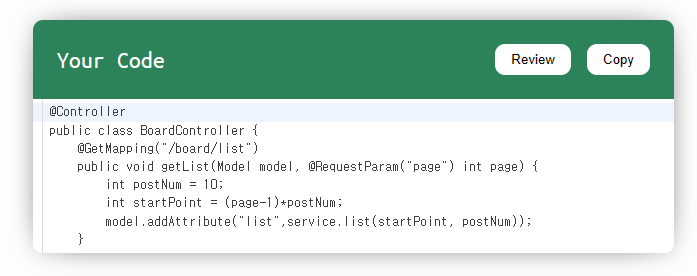 Your Code
Review
Copy
@Controller
public class BoardController {
@GetMapping("/board/list")
public void getList(Model model, @RequestParam("page") int page) {
int postNum = 10;
int startPoint = (page-1)*postNum;
model.addAttribute("list",service.list(startPoint, postNum));
}